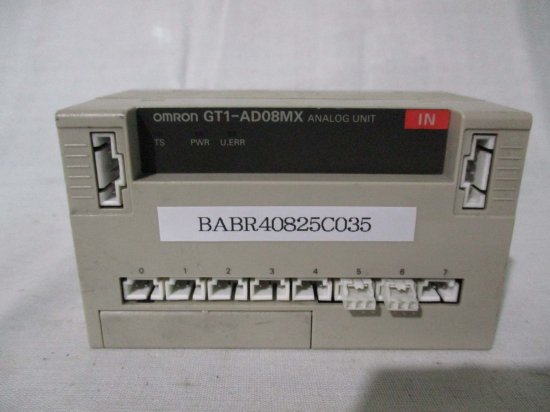 OMRON GT1-AD08MX ANALOG UNIT IN
TS PWR U.ERR
BABR40825C035
0 1 2 3 4 5 6 7